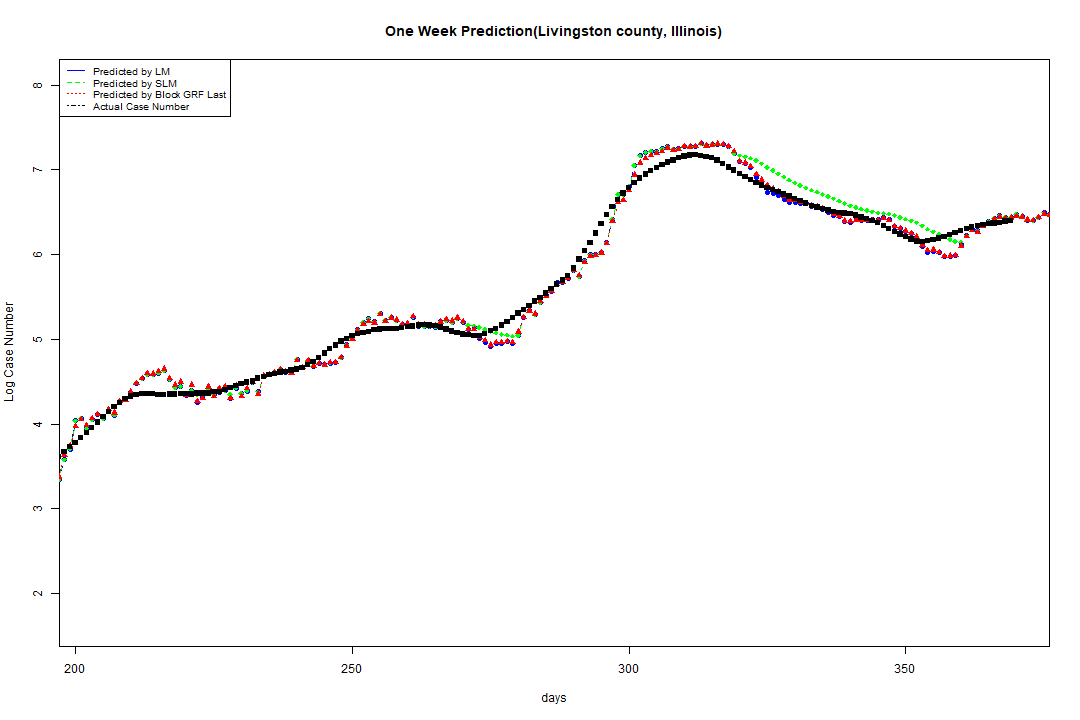 One Week Prediction(Livingston county, Illinois)
Predicted by LM
Predicted by SLM
Predicted by Block GRF Last
Actual Case Number
8
7
6
5
4
3
2
Log Case Number
200 250 300 350
days